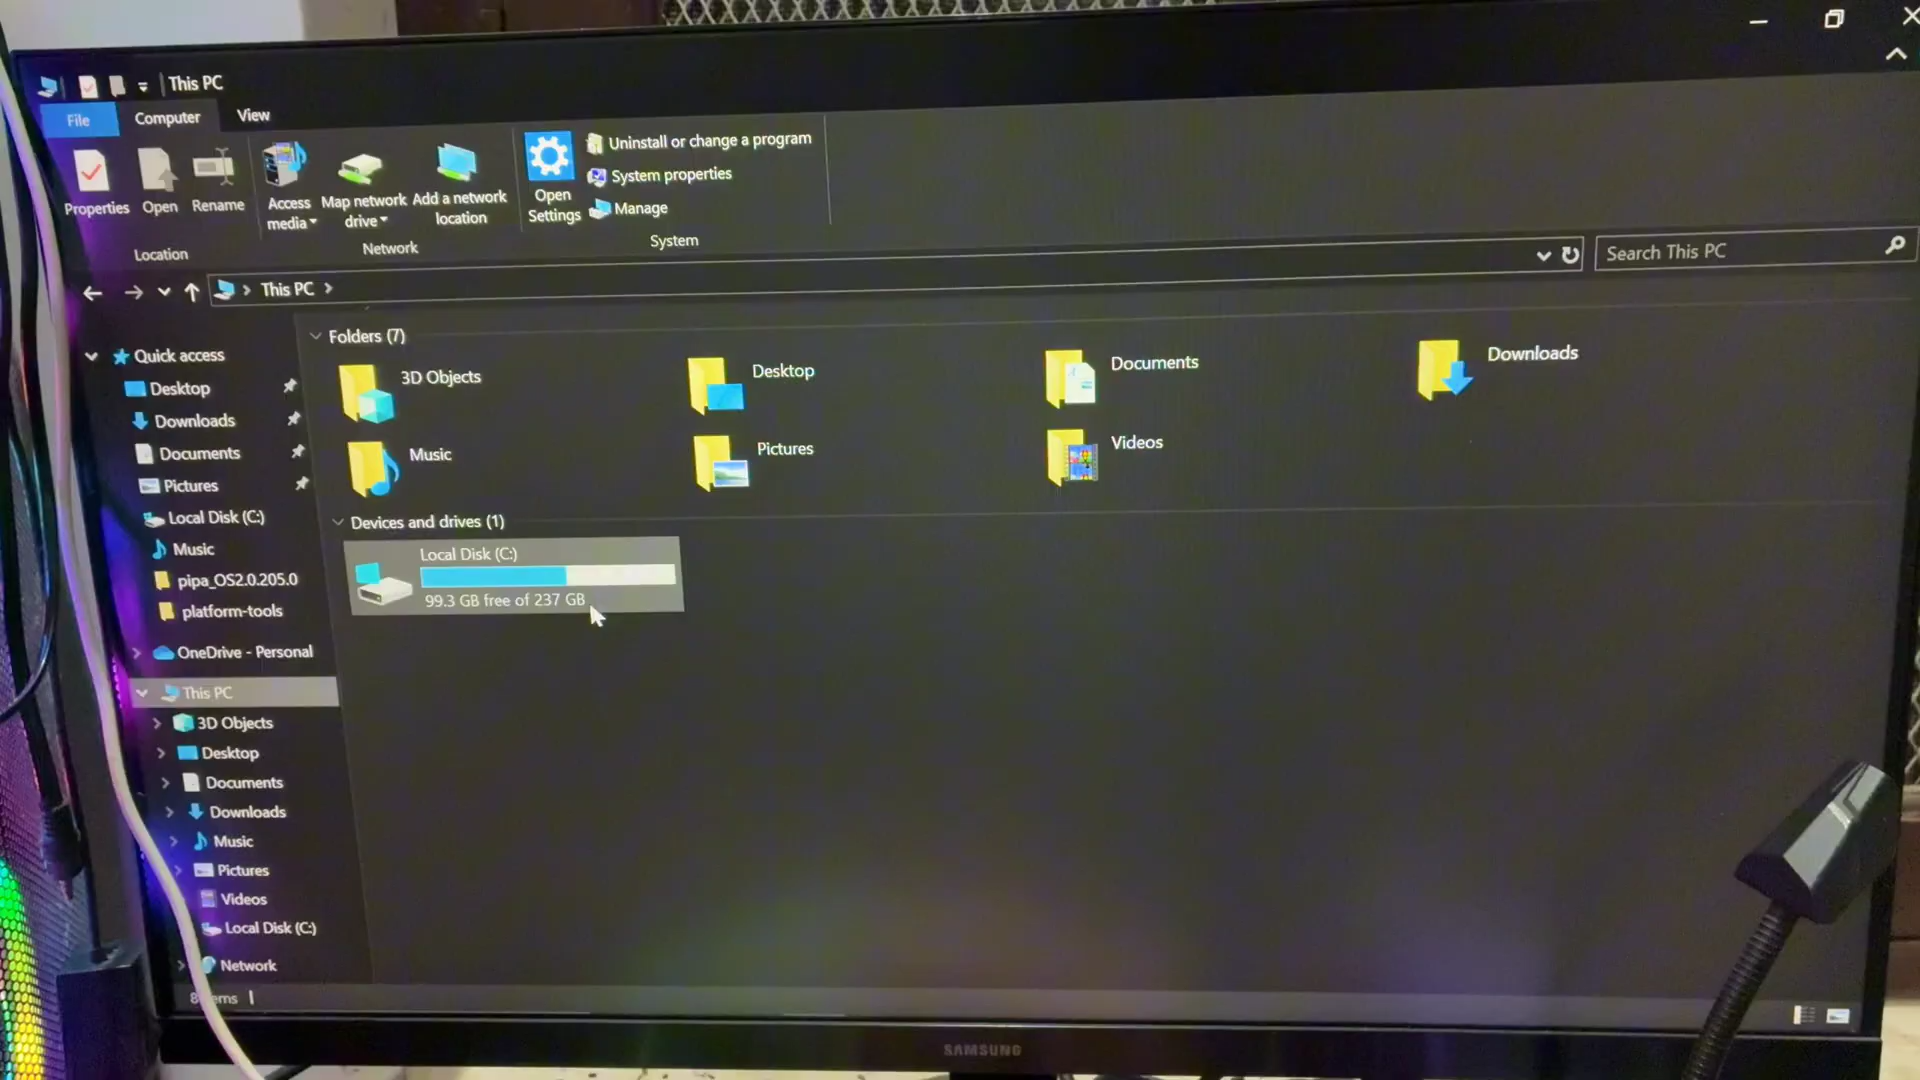 This PC
File
Computer
View
Properties
Open
Rename
Access media
Map network drive
Add a network location
Open Settings
Uninstall or change a program
System properties
Manage
Location
Network
System
This PC
Search This PC
Quick access
Desktop
Downloads
Documents
Pictures
Local Disk (C:)
Music
pipa_OS2.0.205.0
platform-tools
OneDrive - Personal
This PC
3D Objects
Desktop
Documents
Downloads
Music
Pictures
Videos
Local Disk (C:)
Network
Folders (7)
3D Objects
Desktop
Documents
Downloads
Music
Pictures
Videos
Devices and drives (1)
Local Disk (C:)
99.3 GB free of 237 GB
SAMSUNG